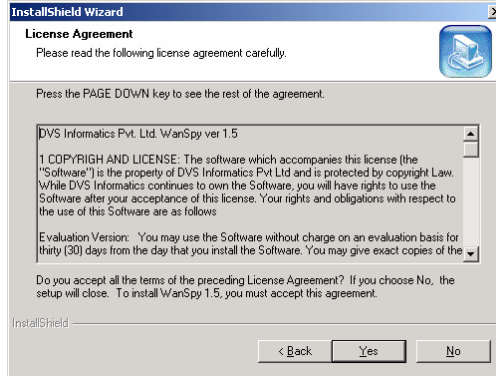 InstallShield Wizard
License Agreement
Please read the following license agreement carefully.
Press the PAGE DOWN key to see the rest of the agreement.
DVS Informatics Pvt. Ltd. WanSpy ver 1.5
1 COPYRIGH AND LICENSE: The software which accompanies this license (the
"Software") is the property of DVS Informatics Pvt Ltd and is protected by copyright Law.
While DVS Informatics continues to own the Software, you will have rights to use the
Software after your acceptance of this license. Your rights and obligations with respect to
the use of this Software are as follows
Evaluation Version: You may use the Software without charge on an evaluation basis for
thirty (30) days from the day that you install the Software. You may give exact copies of the
Do you accept all the terms of the preceding License Agreement? If you choose No, the
setup will close. To install WanSpy 1.5, you must accept this agreement.
InstallShield
< Back
Yes
No